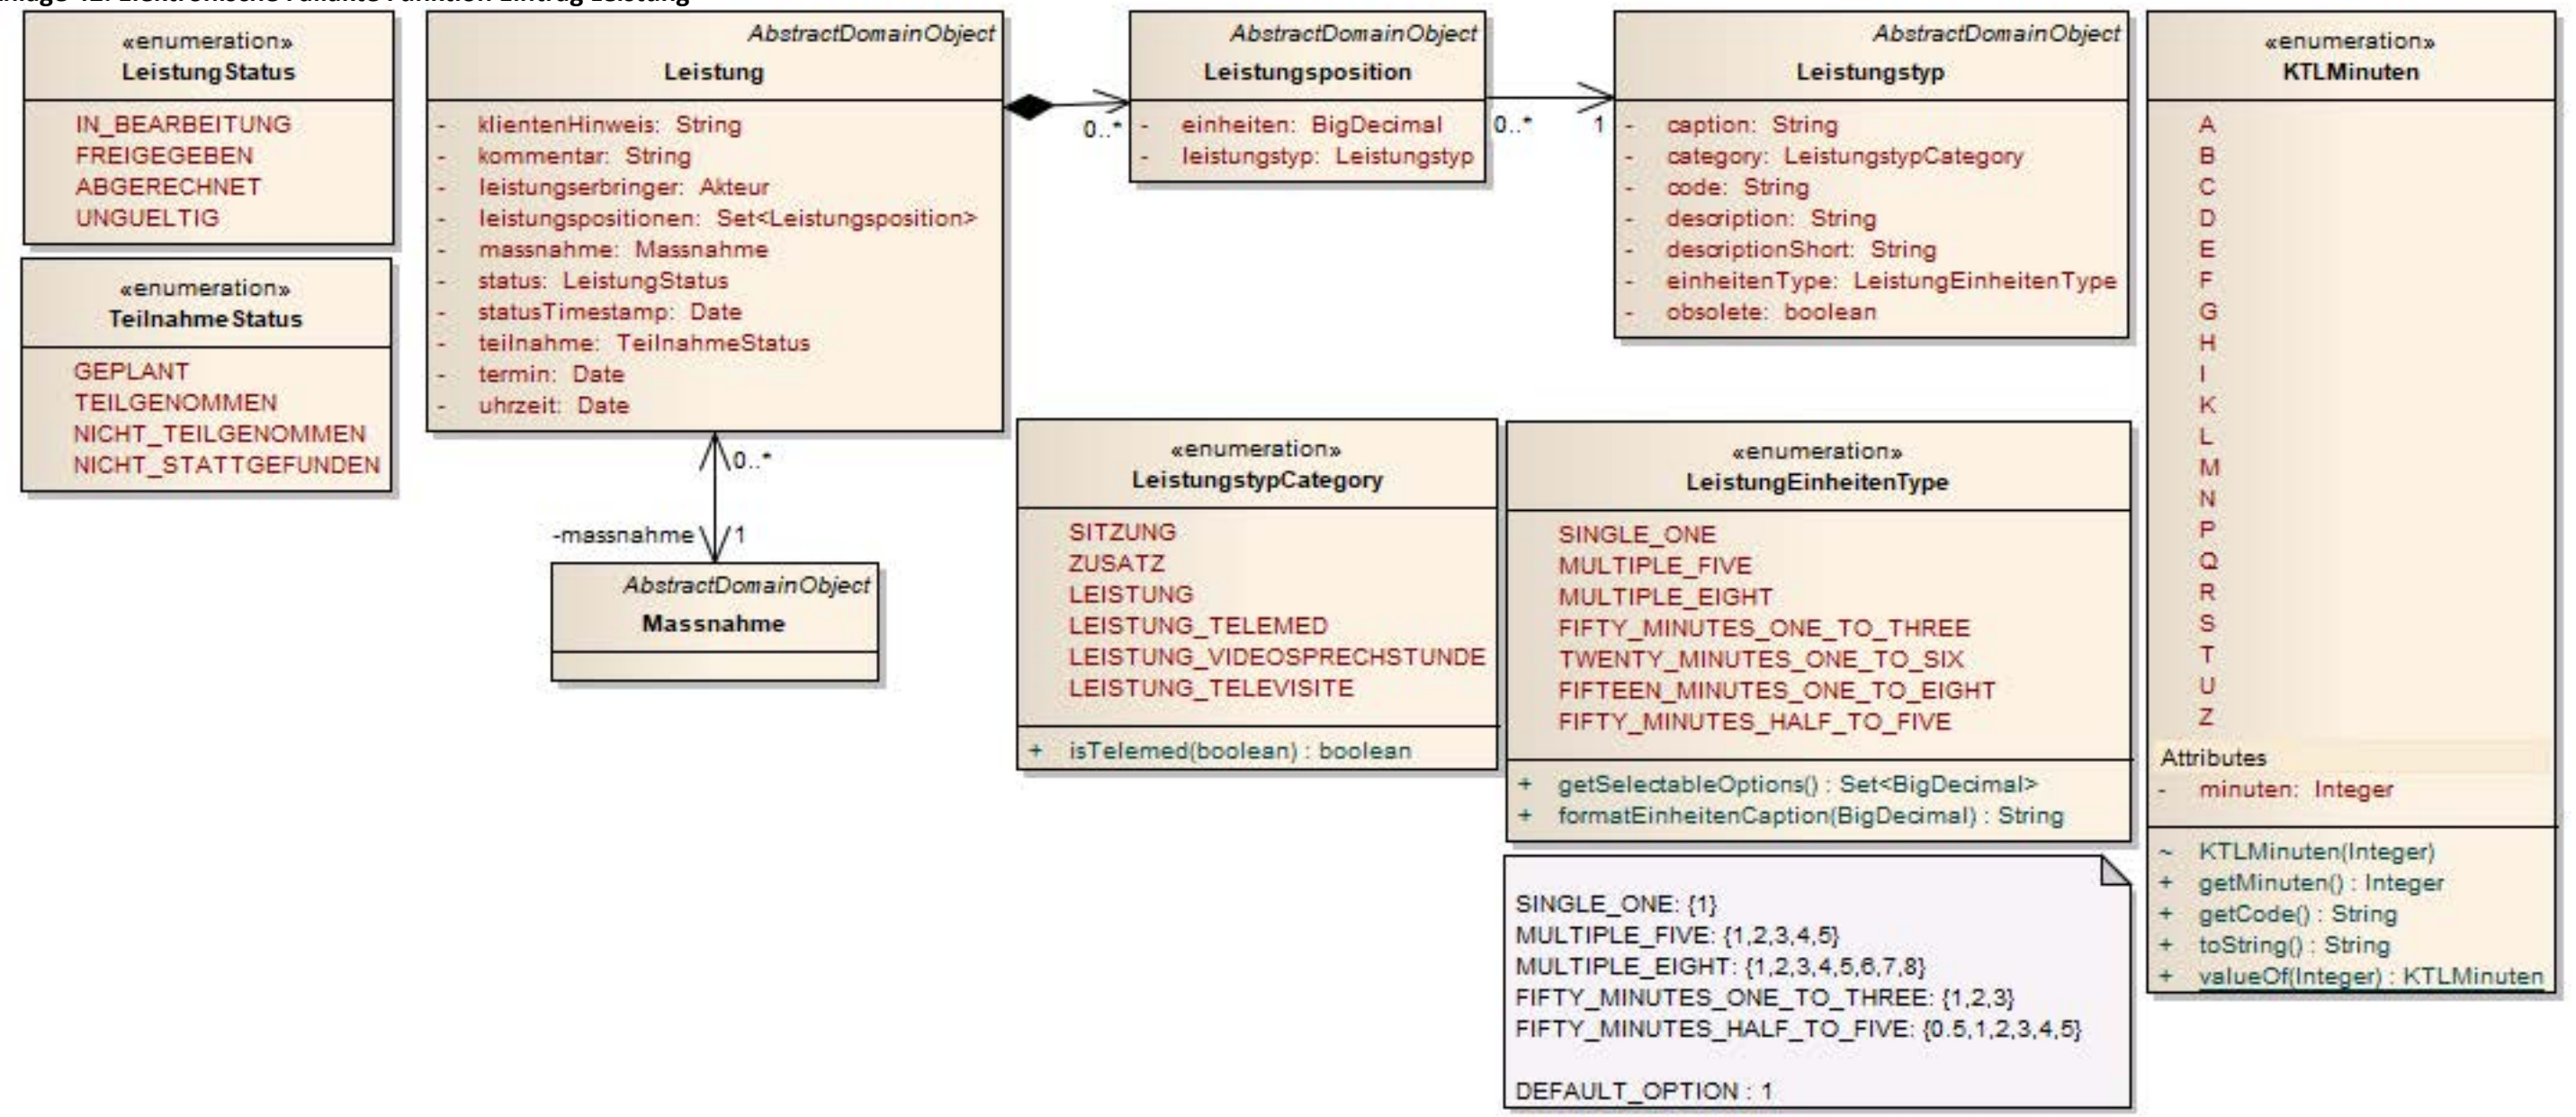 «enumeration»
LeistungStatus
IN_BEARBEITUNG
FREIGEGEBEN
ABGERECHNET
UNGUELTIG
«enumeration»
TeilnahmeStatus
GEPLANT
TEILGENOMMEN
NICHT_TEILGENOMMEN
NICHT_STATTGEFUNDEN
AbstractDomainObject
Leistung
- klientenHinweis: String
- kommentar: String
- leistungserbringer: Akteur
- leistungspositionen: Set<Leistungsposition>
- massnahme: Massnahme
- status: LeistungStatus
- statusTimestamp: Date
- teilnahme: TeilnahmeStatus
- termin: Date
- uhrzeit: Date
0..*
-massnahme
1
AbstractDomainObject
Massnahme
0..*
AbstractDomainObject
Leistungsposition
- einheiten: BigDecimal
- leistungstyp: Leistungstyp
0..*
1
AbstractDomainObject
Leistungstyp
- caption: String
- category: LeistungstypCategory
- code: String
- description: String
- descriptionShort: String
- einheitenType: LeistungEinheitenType
- obsolete: boolean
«enumeration»
LeistungstypCategory
SITZUNG
ZUSATZ
LEISTUNG
LEISTUNG_TELEMED
LEISTUNG_VIDEOSPRECHSTUNDE
LEISTUNG_TELEVISITE
+ isTelemed(boolean) : boolean
«enumeration»
LeistungEinheitenType
SINGLE_ONE
MULTIPLE_FIVE
MULTIPLE_EIGHT
FIFTY_MINUTES_ONE_TO_THREE
TWENTY_MINUTES_ONE_TO_SIX
FIFTEEN_MINUTES_ONE_TO_EIGHT
FIFTY_MINUTES_HALF_TO_FIVE
+ getSelectableOptions() : Set<BigDecimal>
+ formatEinheitenCaption(BigDecimal) : String
SINGLE_ONE: {1}
MULTIPLE_FIVE: {1,2,3,4,5}
MULTIPLE_EIGHT: {1,2,3,4,5,6,7,8}
FIFTY_MINUTES_ONE_TO_THREE: {1,2,3}
FIFTY_MINUTES_HALF_TO_FIVE: {0.5,1,2,3,4,5}
DEFAULT_OPTION : 1
«enumeration»
KTLMinuten
A
B
C
D
E
F
G
H
I
K
L
M
N
P
Q
R
S
T
U
Z
Attributes
- minuten: Integer
~ KTLMinuten(Integer)
+ getMinuten() : Integer
+ getCode() : String
+ toString() : String
+ valueOf(Integer) : KTLMinuten